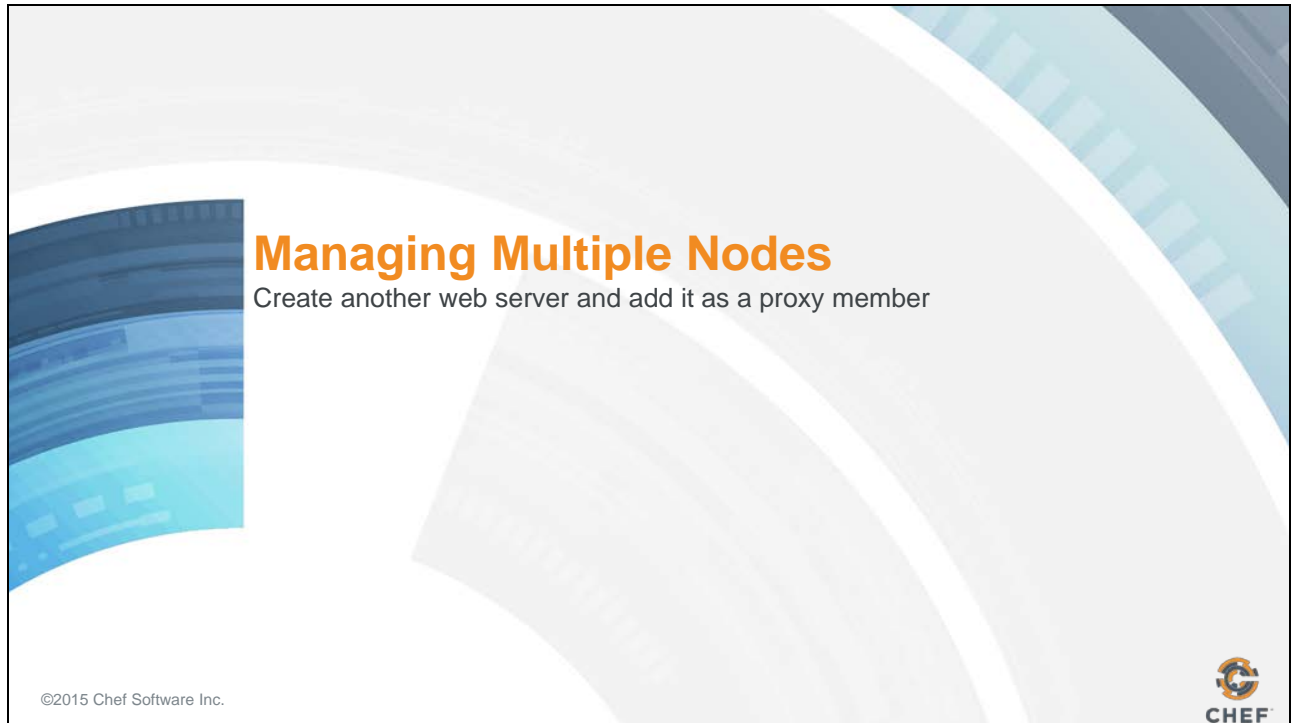 Managing Multiple Nodes
Create another web server and add it as a proxy member
©2015 Chef Software Inc.
CHEF